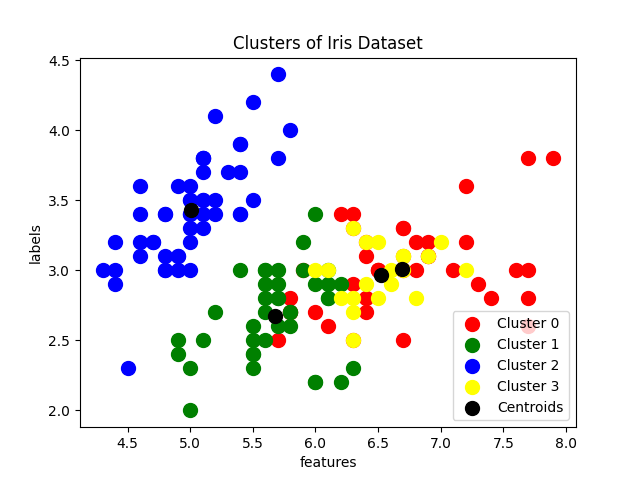 Clusters of Iris Dataset
4.5
4.0
3.5
3.0
2.5
2.0
labels
4.5
5.0
5.5
6.0
6.5
7.0
7.5
8.0
features
Cluster 0
Cluster 1
Cluster 2
Cluster 3
Centroids